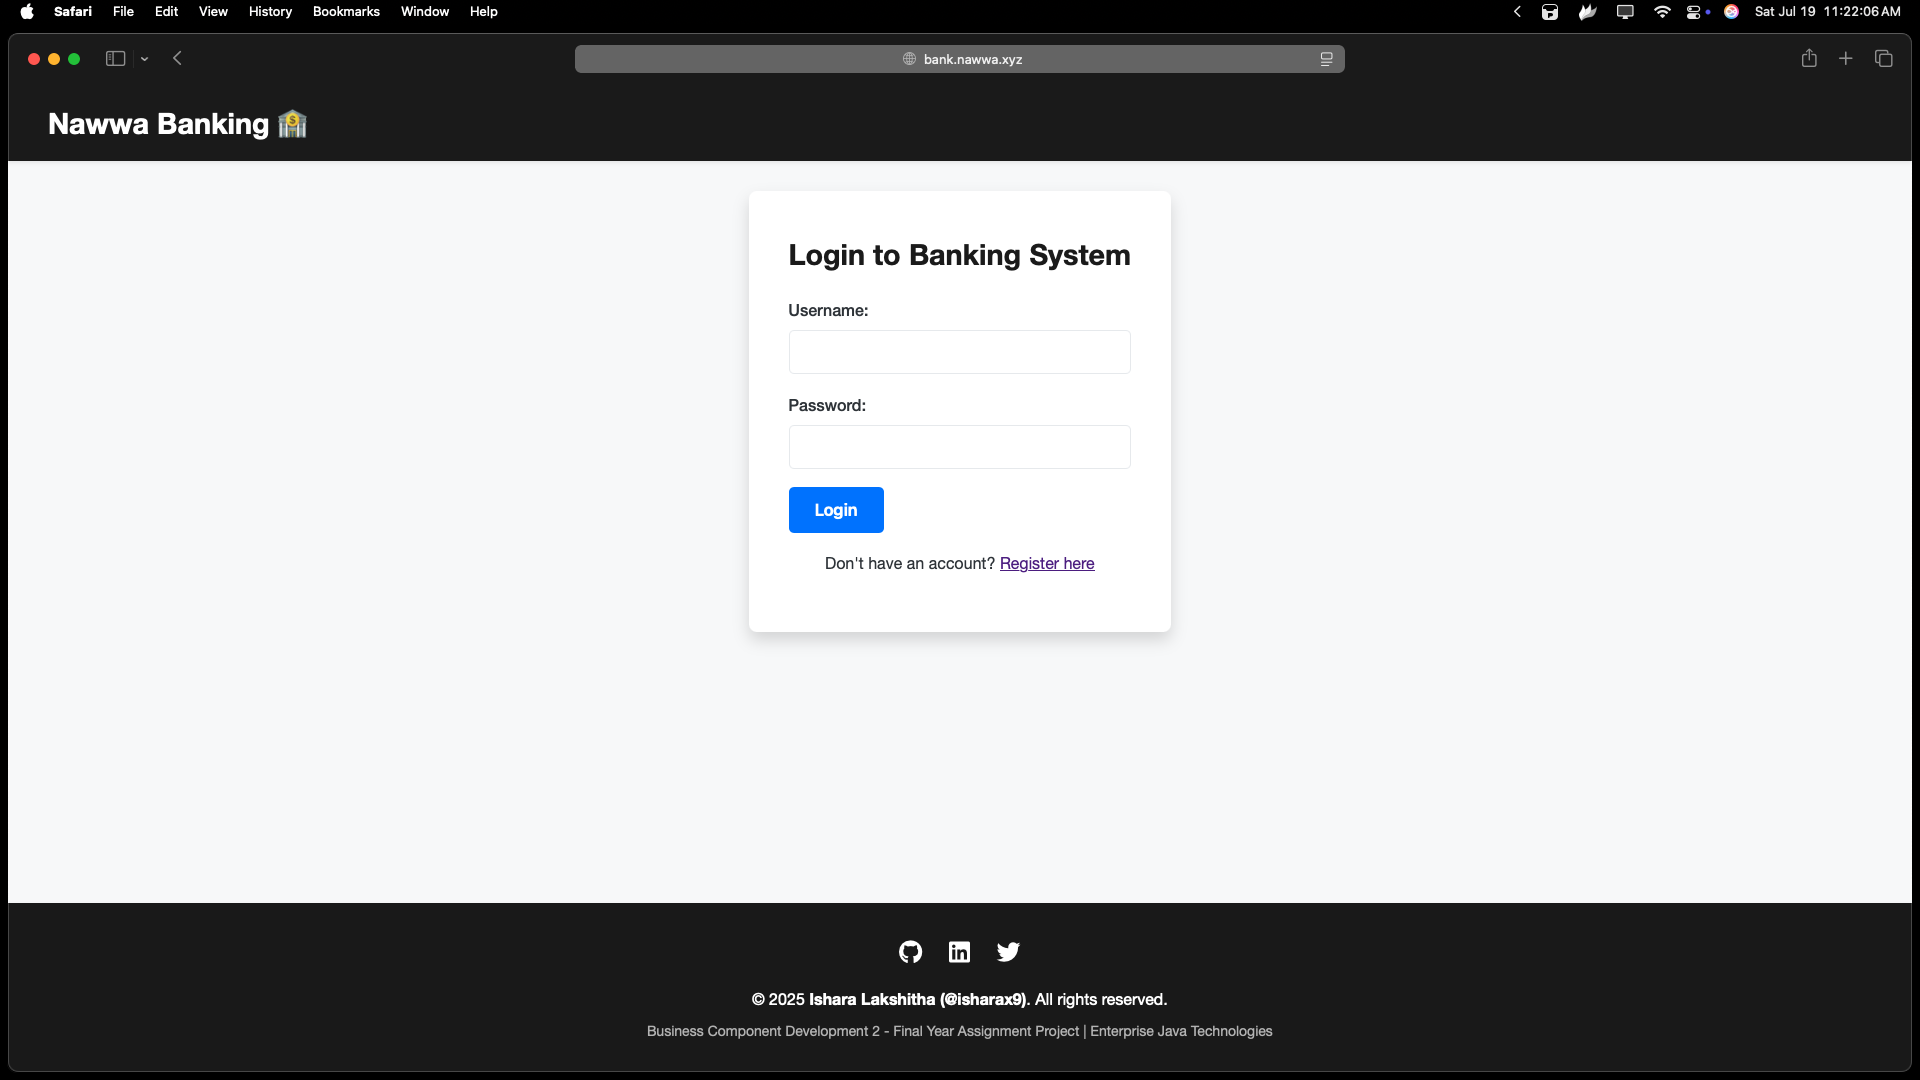 Safari File Edit View History Bookmarks Window Help Sat Jul 19 11:22:06 AM
bank.nawwa.xyz
Nawwa Banking
Login to Banking System
Username:
Password:
Login
Don't have an account? Register here
© 2025 Ishara Lakshitha (@isharax9). All rights reserved.
Business Component Development 2 - Final Year Assignment Project | Enterprise Java Technologies